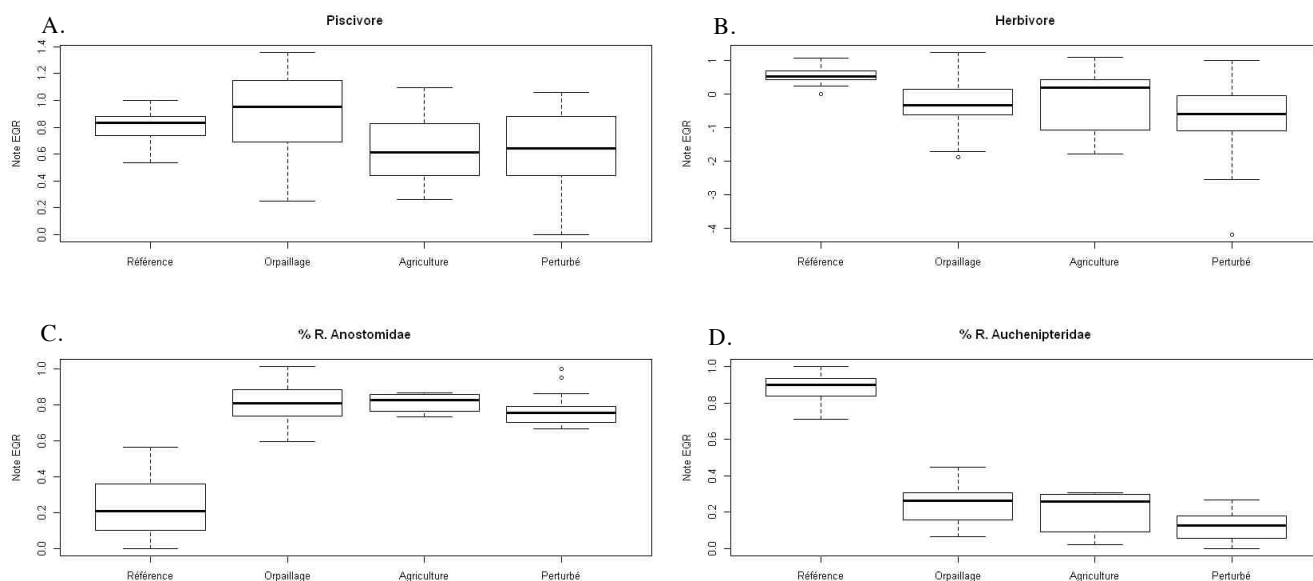 A.
Piscivore
Note EQR
0.0 0.2 0.4 0.6 0.8 1.0 1.2 1.4
Référence Orpaillage Agriculture Perturbé
B.
Herbivore
Note EQR
-4 -3 -2 -1 0 1
Référence Orpaillage Agriculture Perturbé
C.
% R. Anostomidae
Note EQR
0.0 0.2 0.4 0.6 0.8 1.0
Référence Orpaillage Agriculture Perturbé
D.
% R. Auchenipteridae
Note EQR
0.0 0.2 0.4 0.6 0.8 1.0
Référence Orpaillage Agriculture Perturbé